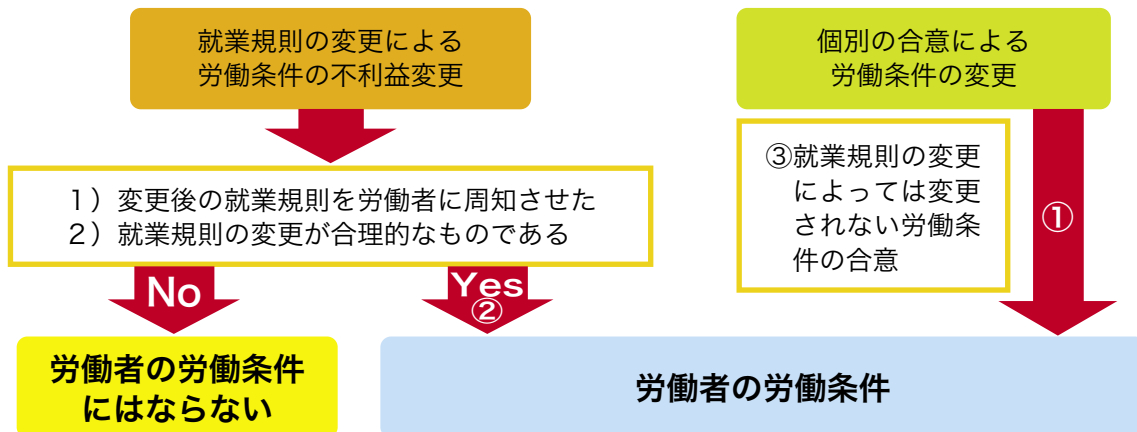 就業規則の変更による
労働条件の不利益変更
１）変更後の就業規則を労働者に周知させた
２）就業規則の変更が合理的なものである
No
Yes
②
労働者の労働条件
にはならない
個別の合意による
労働条件の変更
③就業規則の変更
によっては変更
されない労働条
件の合意
①
労働者の労働条件